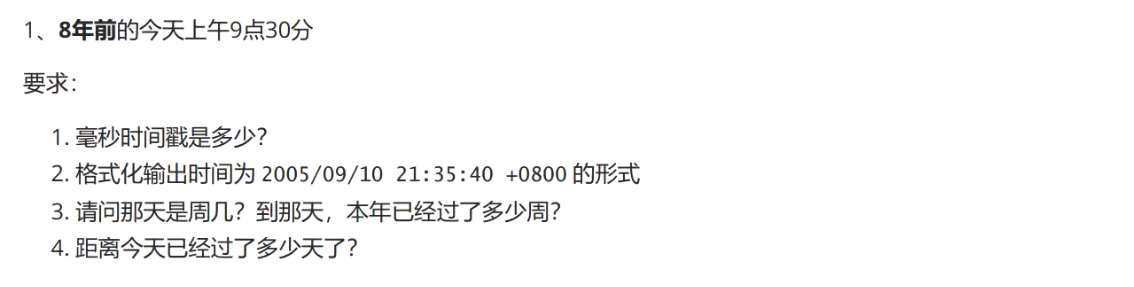 1、8年前的今天上午9点30分
要求：
1. 毫秒时间戳是多少？
2. 格式化输出时间为 2005/09/10 21:35:40 +0800 的形式
3. 请问那天是周几？到那天，本年已经过了多少周？
4. 距离今天已经过了多少天了？